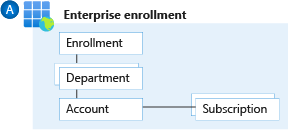 A
Enterprise enrollment
Enrollment
Department
Account
Subscription